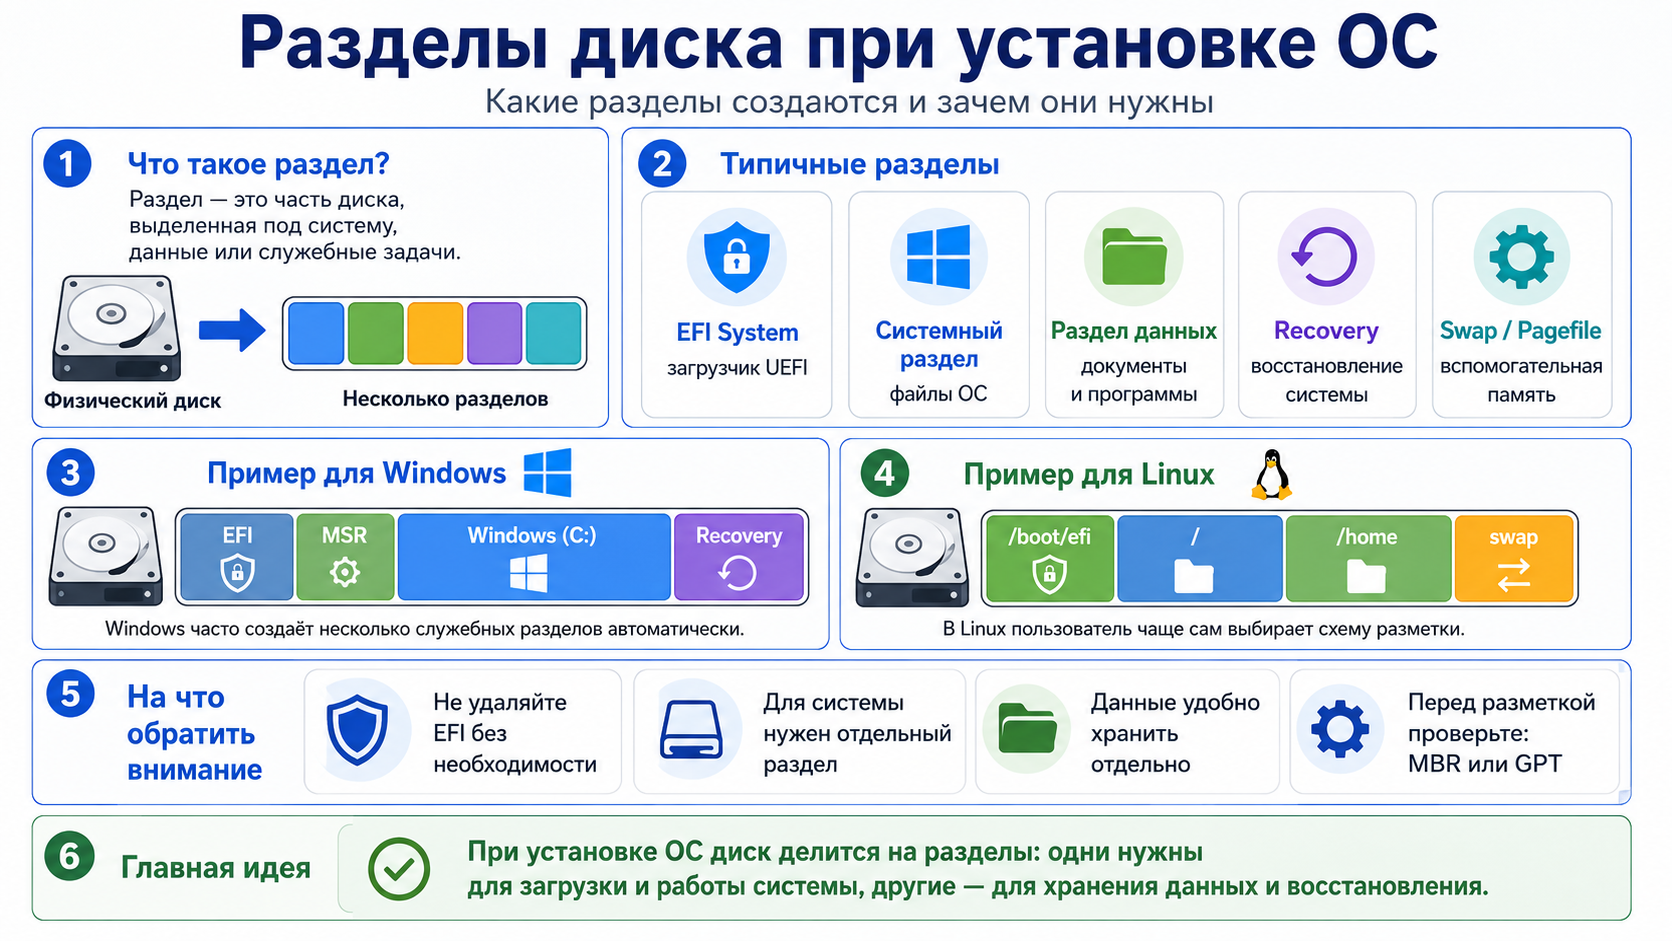 Разделы диска при установке ОС
Какие разделы создаются и зачем они нужны
1
Что такое раздел?
Раздел — это часть диска,
выделенная под систему,
данные или служебные задачи.
Физический диск
Несколько разделов
2
Типичные разделы
EFI System
загрузчик UEFI
Системный
раздел
файлы ОС
Раздел данных
документы
и программы
Recovery
восстановление
системы
Swap / Pagefile
вспомогательная
память
3
Пример для Windows
EFI
MSR
Windows (C:)
Recovery
Windows часто создаёт несколько служебных разделов автоматически.
4
Пример для Linux
/boot/efi
/
/home
swap
В Linux пользователь чаще сам выбирает схему разметки.
5
На что
обратить
внимание
Не удаляйте
EFI без
необходимости
Для системы
нужен отдельный
раздел
Данные удобно
хранить
отдельно
Перед разметкой
проверьте:
MBR или GPT
6
Главная идея
При установке ОС диск делится на разделы: одни нужны
для загрузки и работы системы, другие — для хранения данных и восстановления.